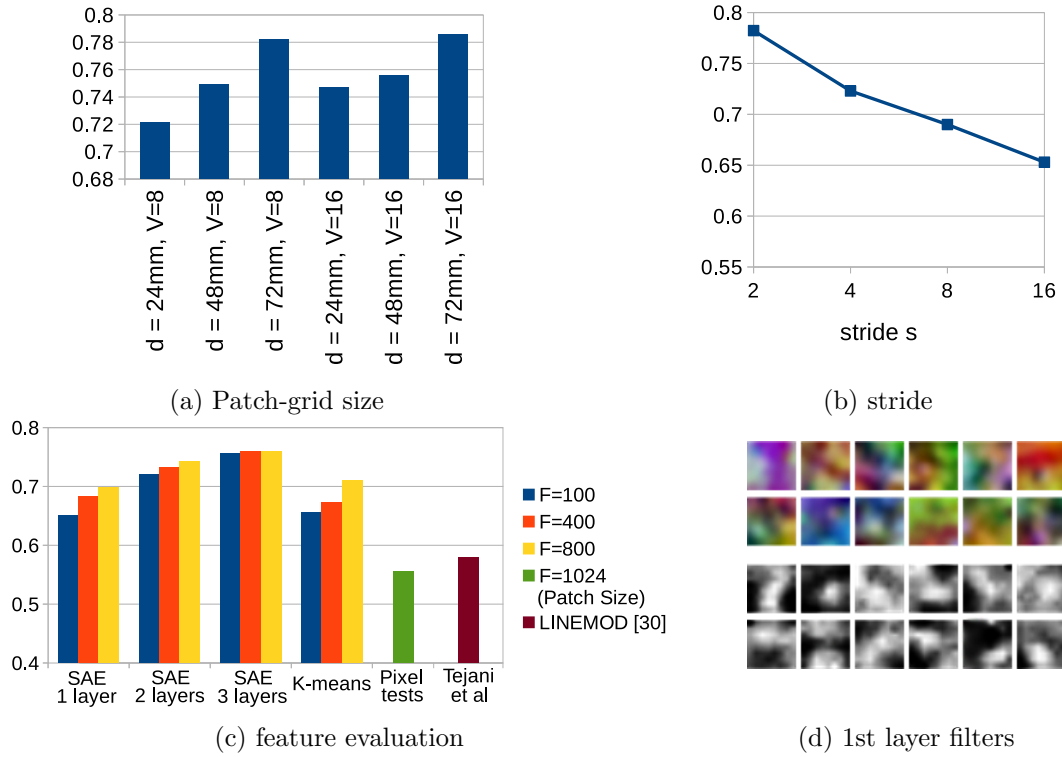 0.8
0.78
0.76
0.74
0.72
0.7
0.68
d = 24mm, V=8
d = 48mm, V=8
d = 72mm, V=8
d = 24mm, V=16
d = 48mm, V=16
d = 72mm, V=16
(a) Patch-grid size
0.8
0.75
0.7
0.65
0.6
0.55
2 4 8 16
stride s
(b) stride
0.8
0.7
0.6
0.5
0.4
SAE 1 layer
SAE 2 layers
SAE 3 layers
K-means
Pixel tests
Tejani et al
F=100
F=400
F=800
F=1024
(Patch Size)
LINEMOD [30]
(c) feature evaluation
(d) 1st layer filters